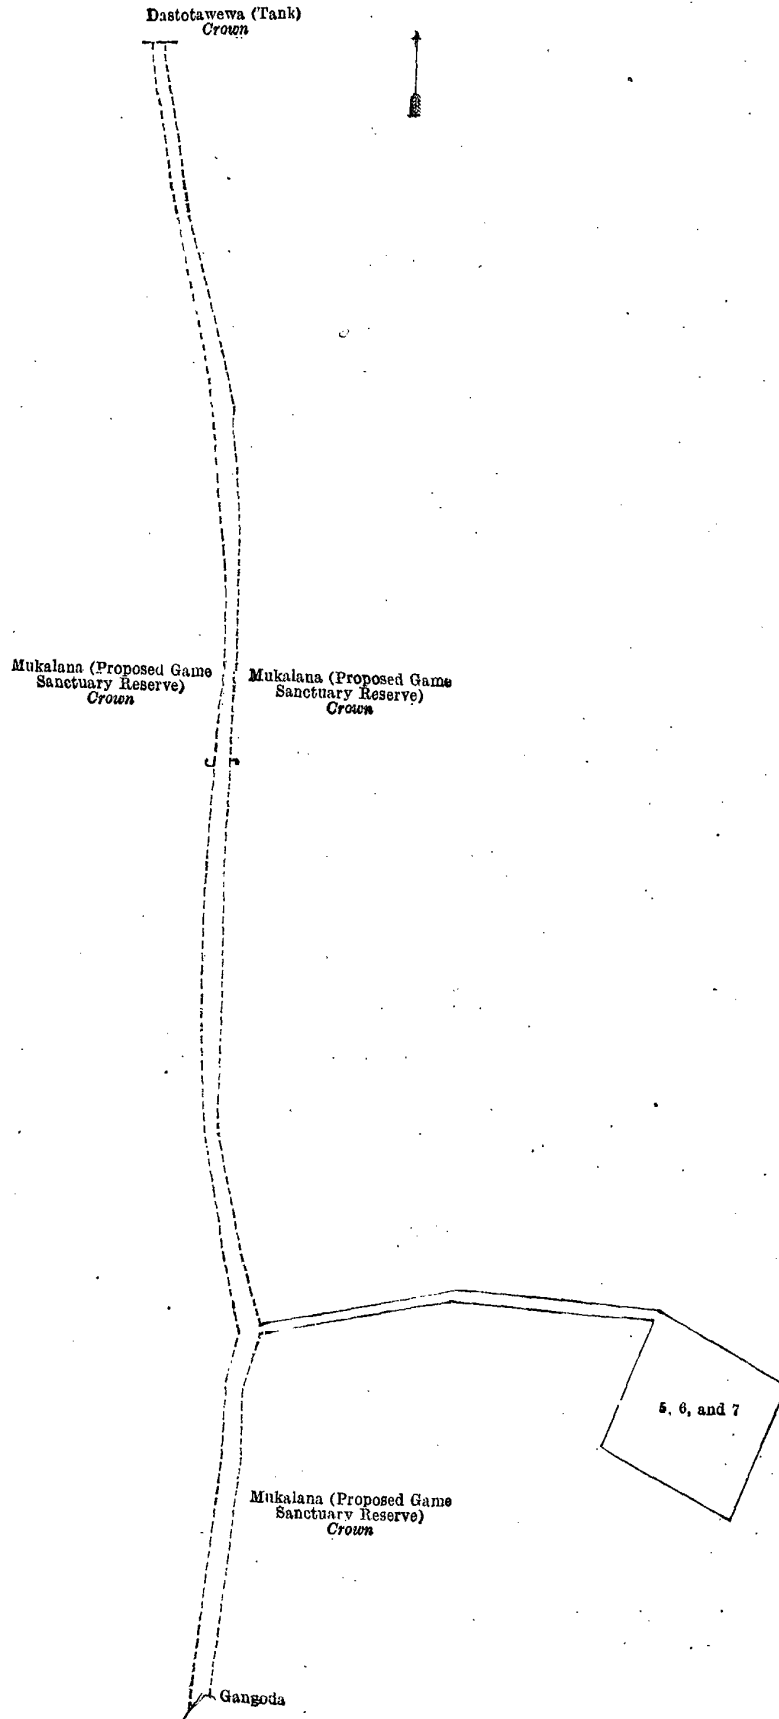 Dastotawewa (Tank)
Crown
Mukalana (Proposed Game
Sanctuary Reserve)
Crown
Mukalana (Proposed Game
Sanctuary Reserve)
Crown
5, 6, and 7
Mukalana (Proposed Game
Sanctuary Reserve)
Crown
Gangoda